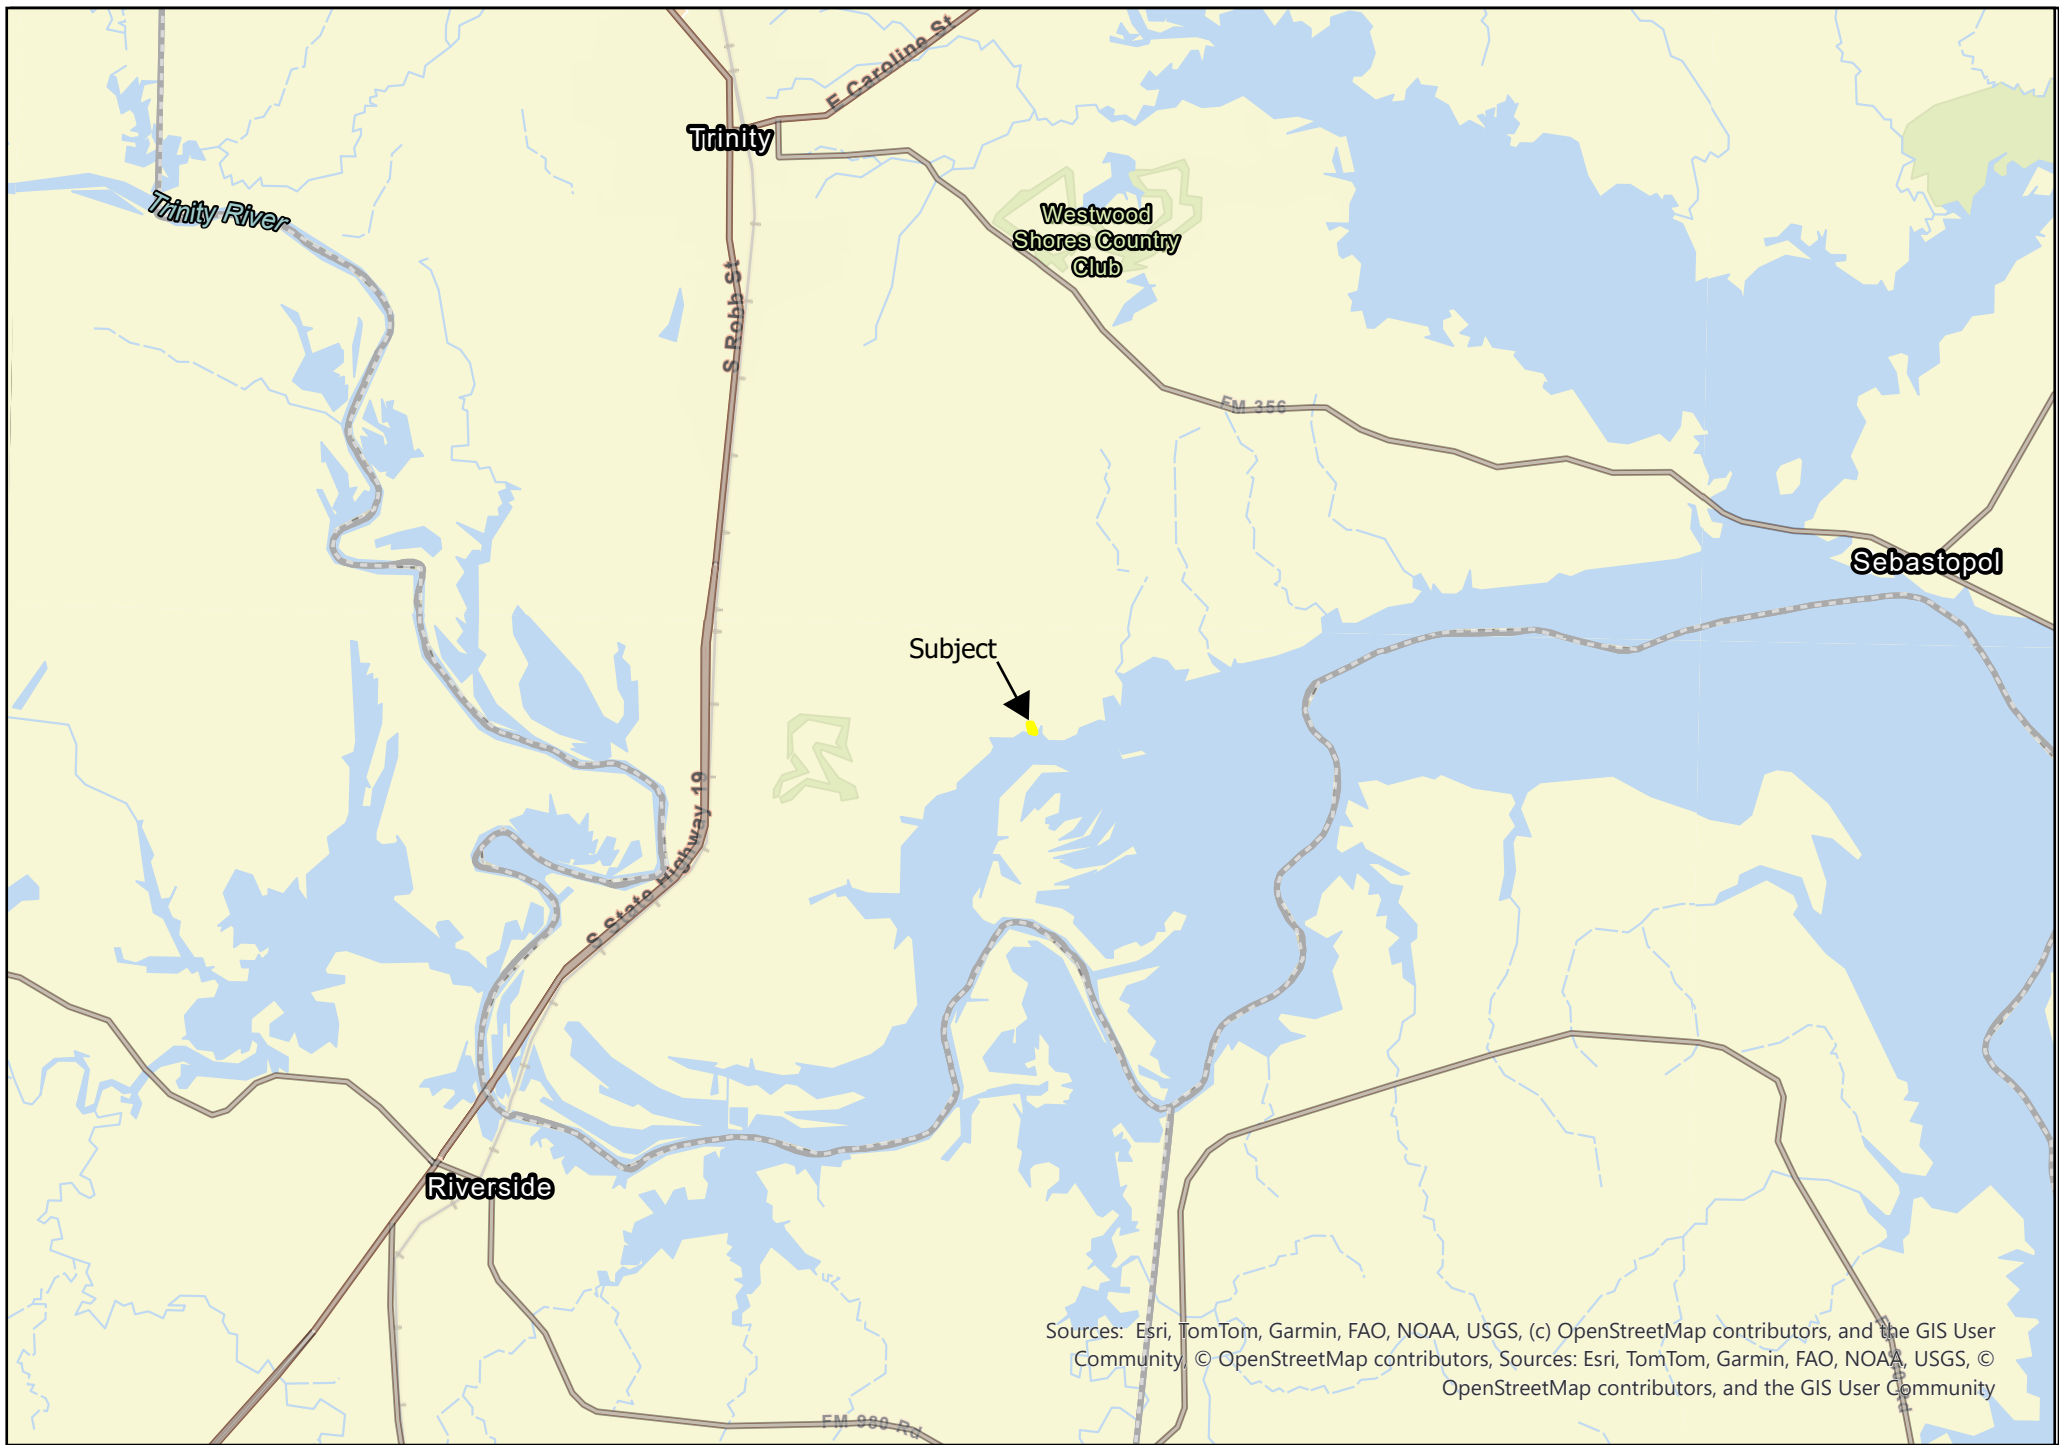 E Caroline St
Trinity
Trinity River
Westwood
Shores Country
Club
S Robb St
FM 356
Sebastopol
Subject
S State Highway 19
Riverside
FM 980 Rd
Sources: Esri, TomTom, Garmin, FAO, NOAA, USGS, (c) OpenStreetMap contributors, and the GIS User
Community, © OpenStreetMap contributors, Sources: Esri, TomTom, Garmin, FAO, NOAA, USGS, ©
OpenStreetMap contributors, and the GIS User Community